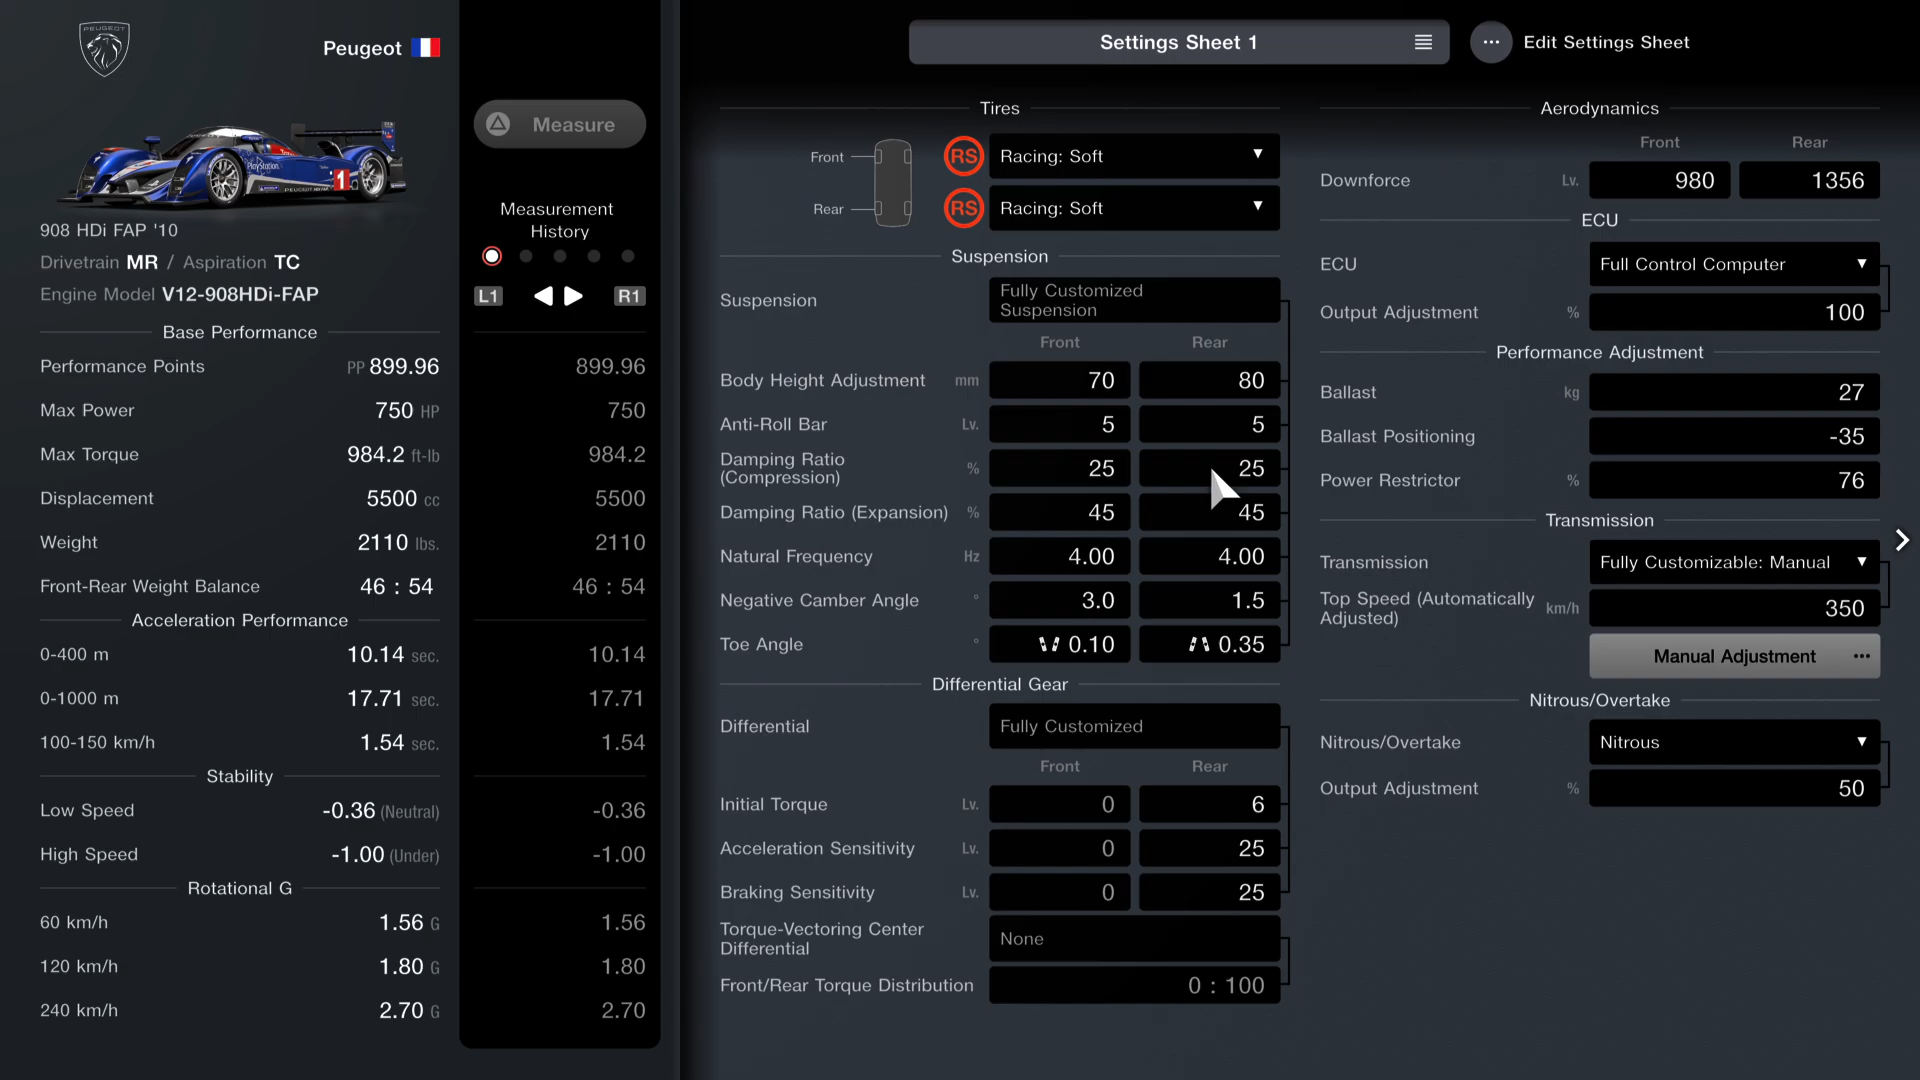 PEUGEOT
Peugeot
908 HDi FAP '10
Drivetrain MR / Aspiration TC
Engine Model V12-908HDi-FAP
Base Performance
Performance Points PP 899.96
Max Power 750 HP
Max Torque 984.2 ft-lb
Displacement 5500 cc
Weight 2110 lbs.
Front-Rear Weight Balance 46 : 54
Acceleration Performance
0-400 m 10.14 sec.
0-1000 m 17.71 sec.
100-150 km/h 1.54 sec.
Stability
Low Speed -0.36 (Neutral)
High Speed -1.00 (Under)
Rotational G
60 km/h 1.56 G
120 km/h 1.80 G
240 km/h 2.70 G
Measure
Measurement
History
L1 R1
899.96
750
984.2
5500
2110
46 : 54
10.14
17.71
1.54
-0.36
-1.00
1.56
1.80
2.70
Settings Sheet 1
Edit Settings Sheet
Tires
Front RS Racing: Soft
Rear RS Racing: Soft
Suspension
Suspension Fully Customized
Suspension
Front Rear
Body Height Adjustment mm 70 80
Anti-Roll Bar Lv. 5 5
Damping Ratio
(Compression) % 25 25
Damping Ratio (Expansion) % 45 45
Natural Frequency Hz 4.00 4.00
Negative Camber Angle ° 3.0 1.5
Toe Angle ° 0.10 0.35
Differential Gear
Differential Fully Customized
Front Rear
Initial Torque Lv. 0 6
Acceleration Sensitivity Lv. 0 25
Braking Sensitivity Lv. 0 25
Torque-Vectoring Center
Differential None
Front/Rear Torque Distribution 0 : 100
Aerodynamics
Front Rear
Downforce Lv. 980 1356
ECU
ECU Full Control Computer
Output Adjustment % 100
Performance Adjustment
Ballast kg 27
Ballast Positioning -35
Power Restrictor % 76
Transmission
Transmission Fully Customizable: Manual
Top Speed (Automatically
Adjusted) km/h 350
Manual Adjustment
Nitrous/Overtake
Nitrous/Overtake Nitrous
Output Adjustment % 50